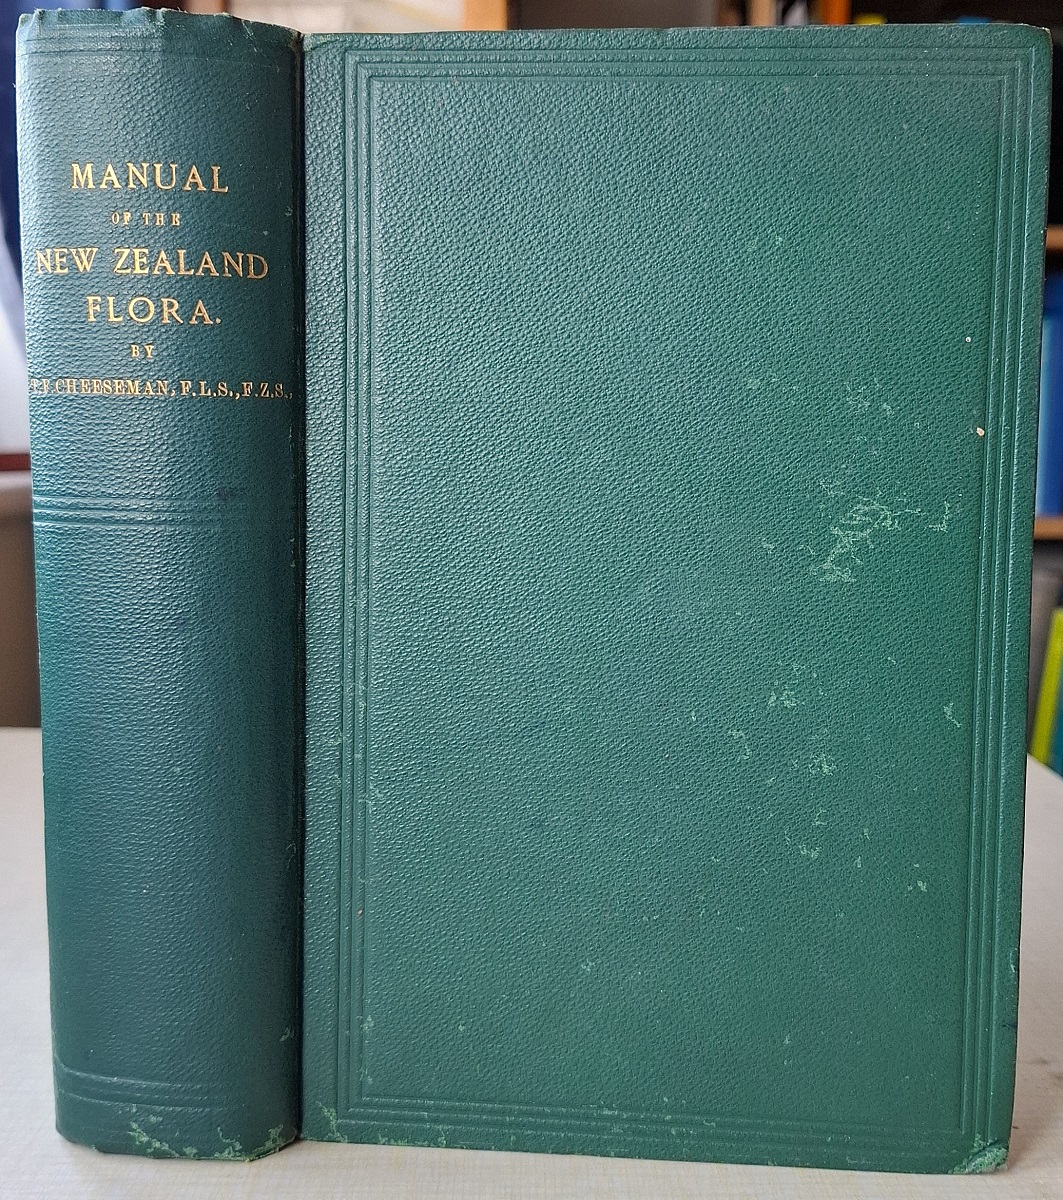 MANUAL
OF THE
NEW ZEALAND
FLORA.
BY
T.F.CHEESEMAN, F.L.S., F.Z.S.,